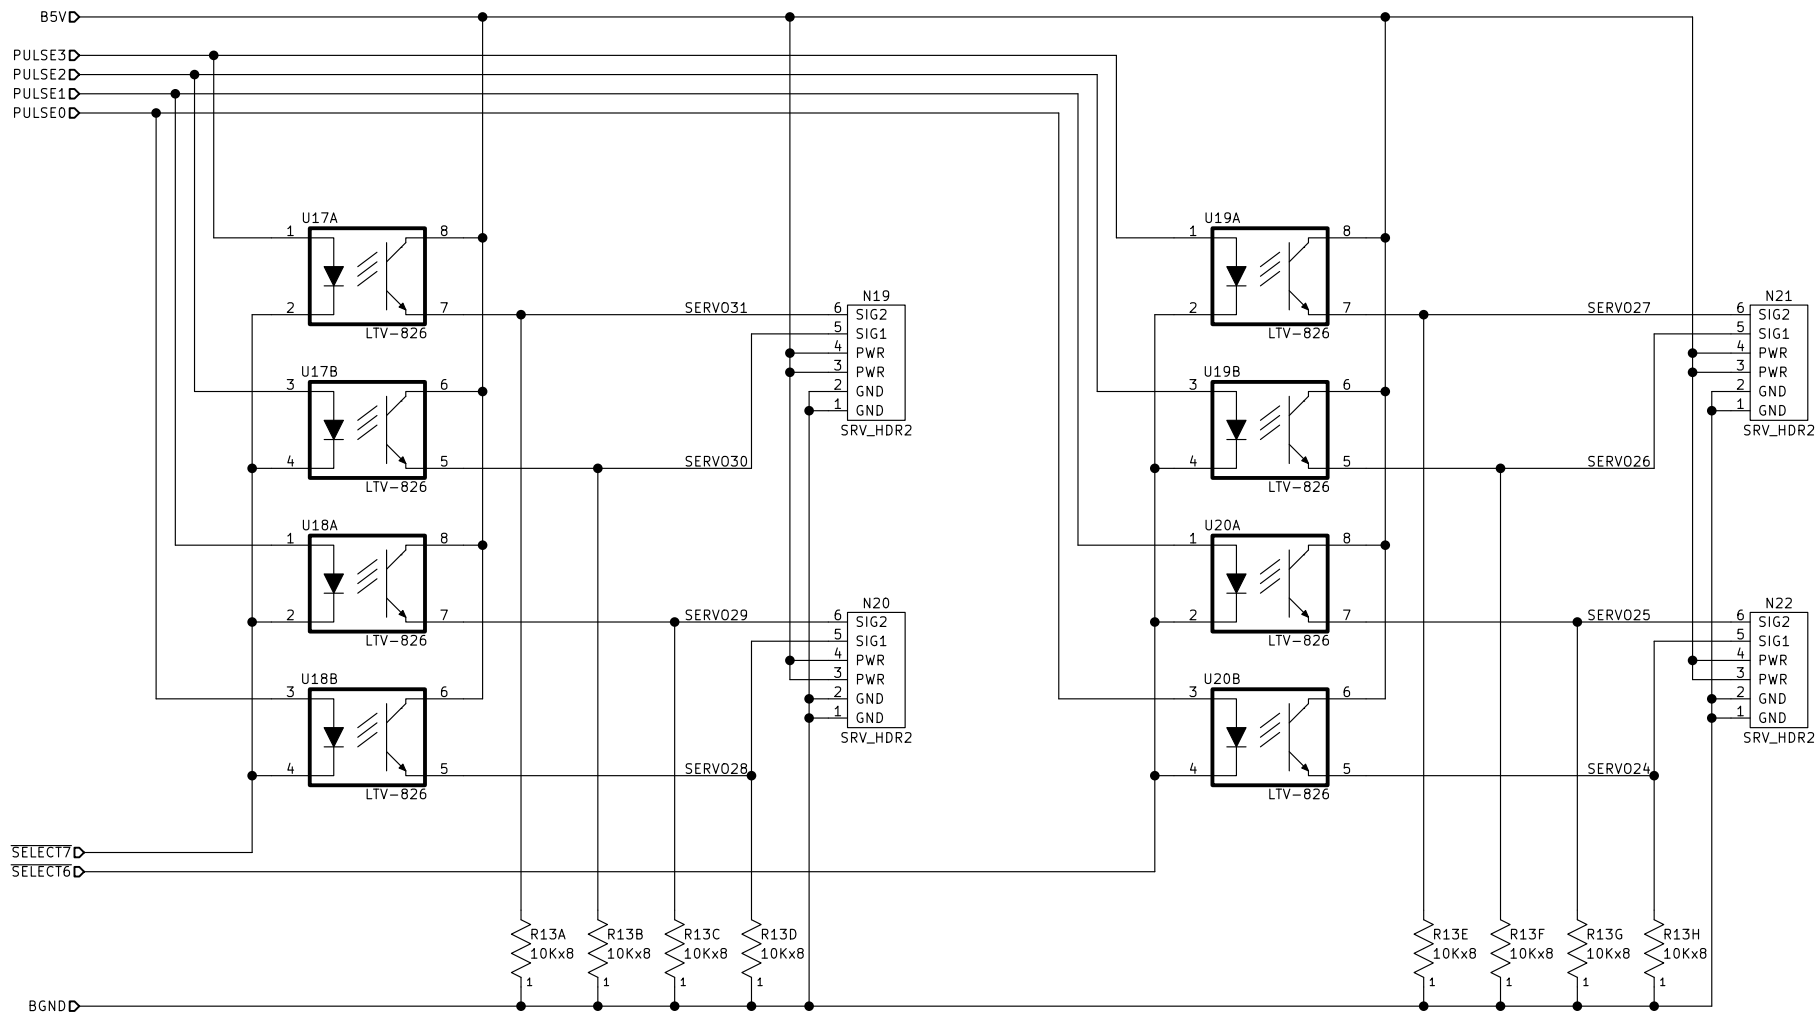 B5V
PULSE3
PULSE2
PULSE1
PULSE0
U17A
1 8
2 7
LTV-826
SERVO31
U17B
3 6
4 5
LTV-826
SERVO30
U18A
1 8
2 7
LTV-826
SERVO29
U18B
3 6
4 5
LTV-826
SERVO28
N19
6 SIG2
5 SIG1
4 PWR
3 PWR
2 GND
1 GND
SRV_HDR2
N20
6 SIG2
5 SIG1
4 PWR
3 PWR
2 GND
1 GND
SRV_HDR2
U19A
1 8
2 7
LTV-826
SERVO27
U19B
3 6
4 5
LTV-826
SERVO26
U20A
1 8
2 7
LTV-826
SERVO25
U20B
3 6
4 5
LTV-826
SERVO24
N21
6 SIG2
5 SIG1
4 PWR
3 PWR
2 GND
1 GND
SRV_HDR2
N22
6 SIG2
5 SIG1
4 PWR
3 PWR
2 GND
1 GND
SRV_HDR2
SELECT7
SELECT6
R13A
10Kx8
1
R13B
10Kx8
1
R13C
10Kx8
1
R13D
10Kx8
1
R13E
10Kx8
1
R13F
10Kx8
1
R13G
10Kx8
1
R13H
10Kx8
1
BGND